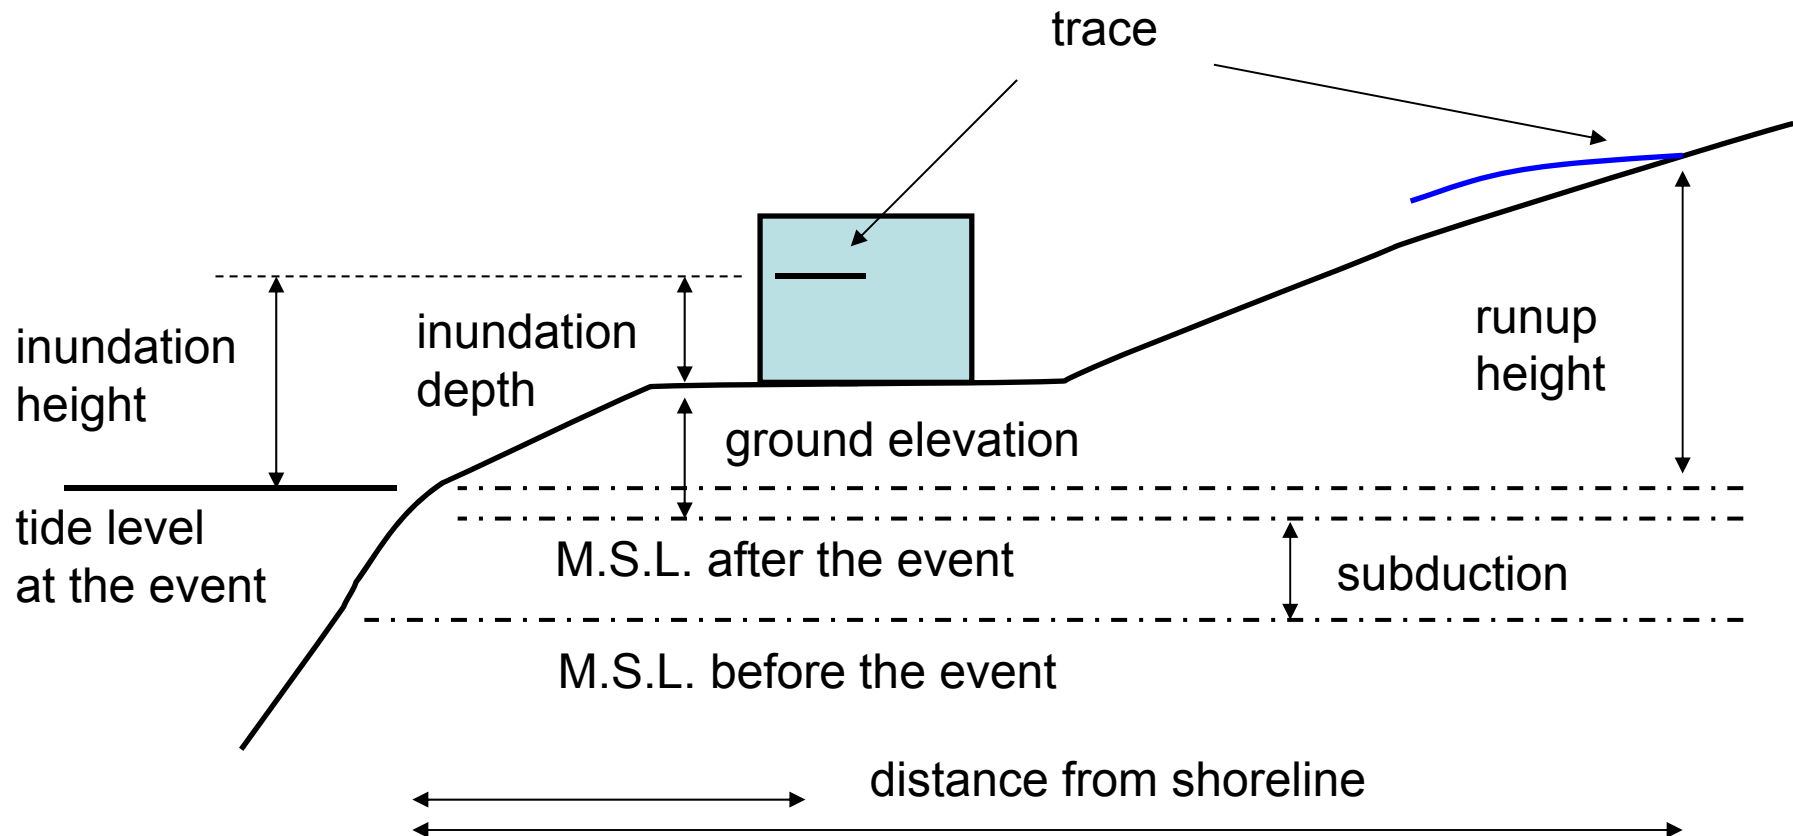 trace
inundation
height
inundation
depth
runup
height
ground elevation
tide level
at the event
M.S.L. after the event
subduction
M.S.L. before the event
distance from shoreline